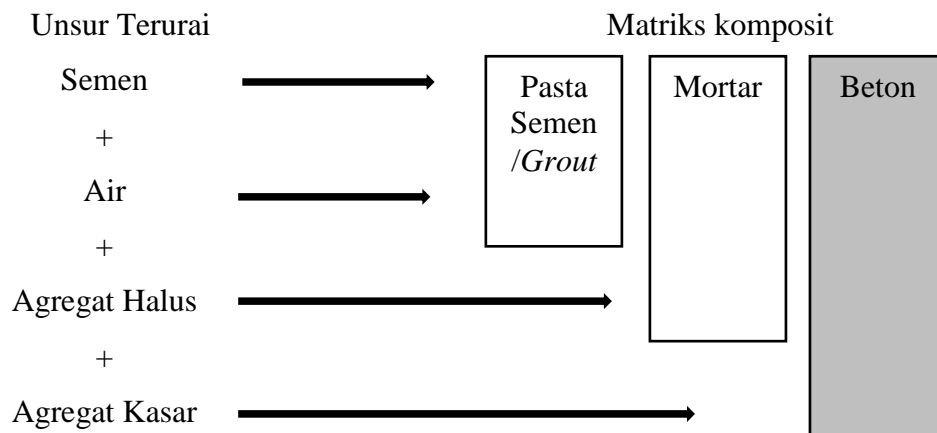 Unsur Terurai
Matriks komposit
Semen
Pasta
Semen
/Grout
Mortar
Beton
+
Air
+
Agregat Halus
+
Agregat Kasar